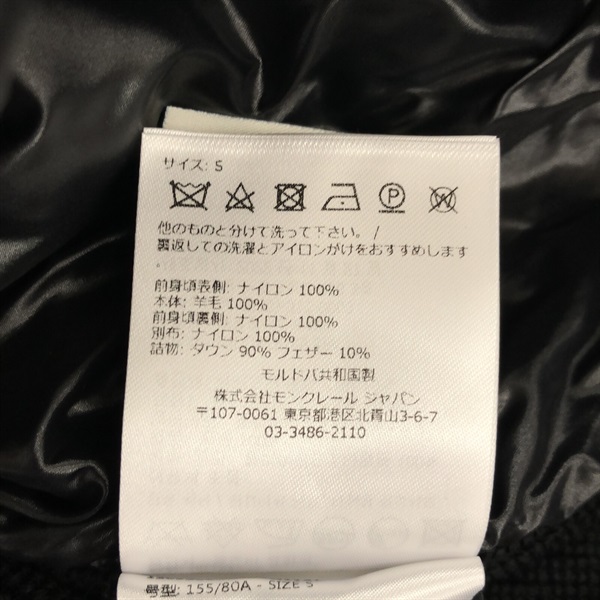 サイズ: S
P
W
他のものと分けて洗って下さい。 /
裏返しての洗濯とアイロンがけをおすすめします
。
前身頃表側: ナイロン 100%
本体: 羊毛 100%
前身頃裏側: ナイロン 100%
別布: ナイロン 100%
詰物: ダウン 90% フェザー 10%
モルドバ共和国製
株式会社モンクレール ジャパン
〒107-0061 東京都港区北青山3-6-7
03-3486-2110
号型: 155/80A - SIZE S